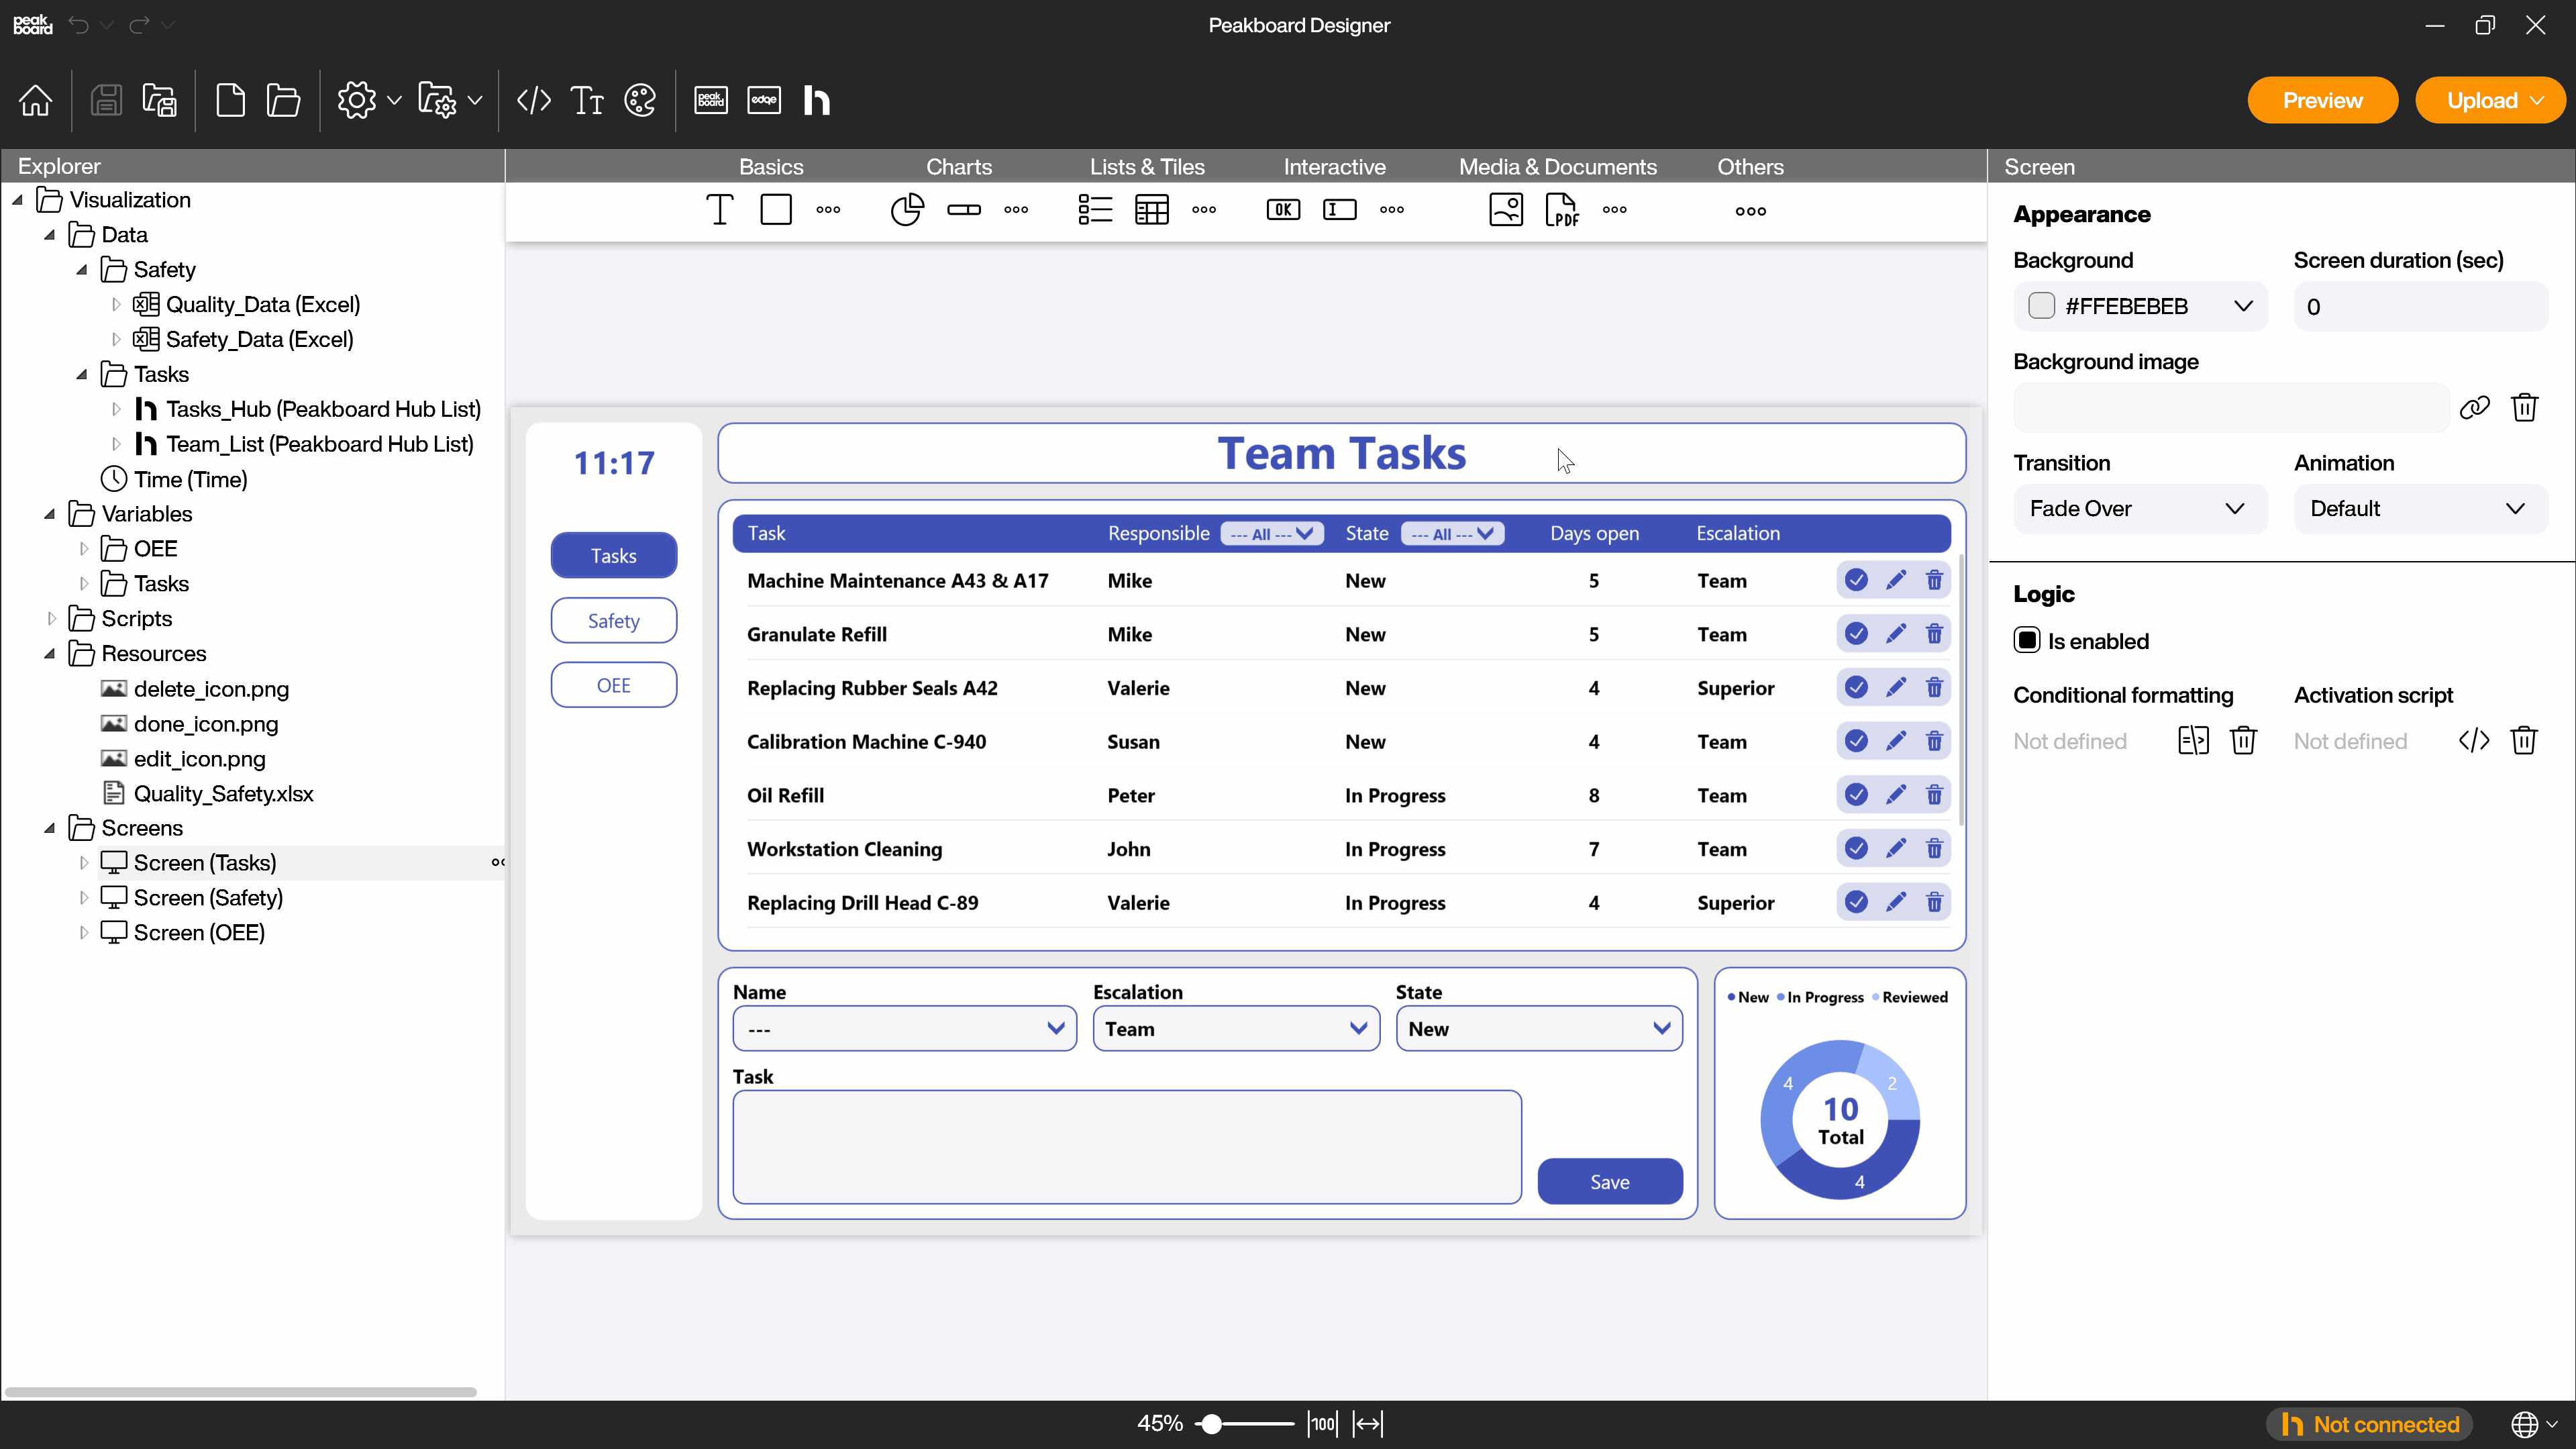 peak
board
Peakboard Designer
peak
board
edge
Preview
Upload
Explorer
Basics
Charts
Lists & Tiles
Interactive
Media & Documents
Others
Screen
OK
I
PDF
Visualization
Data
Safety
Quality_Data (Excel)
Safety_Data (Excel)
Tasks
Tasks_Hub (Peakboard Hub List)
Team_List (Peakboard Hub List)
Time (Time)
Variables
OEE
Tasks
Scripts
Resources
delete_icon.png
done_icon.png
edit_icon.png
Quality_Safety.xlsx
Screens
Screen (Tasks)
Screen (Safety)
Screen (OEE)
11:17
Tasks
Safety
OEE
Team Tasks
Task Responsible --- All --- State --- All --- Days open Escalation
Machine Maintenance A43 & A17 Mike New 5 Team
Granulate Refill Mike New 5 Team
Replacing Rubber Seals A42 Valerie New 4 Superior
Calibration Machine C-940 Susan New 4 Team
Oil Refill Peter In Progress 8 Team
Workstation Cleaning John In Progress 7 Team
Replacing Drill Head C-89 Valerie In Progress 4 Superior
Name Escalation State
--- Team New
Task
Save
New In Progress Reviewed
4 2
10
Total
4
Appearance
Background Screen duration (sec)
#FFEBEBEB 0
Background image
Transition Animation
Fade Over Default
Logic
Is enabled
Conditional formatting Activation script
Not defined Not defined
45% 100
Not connected